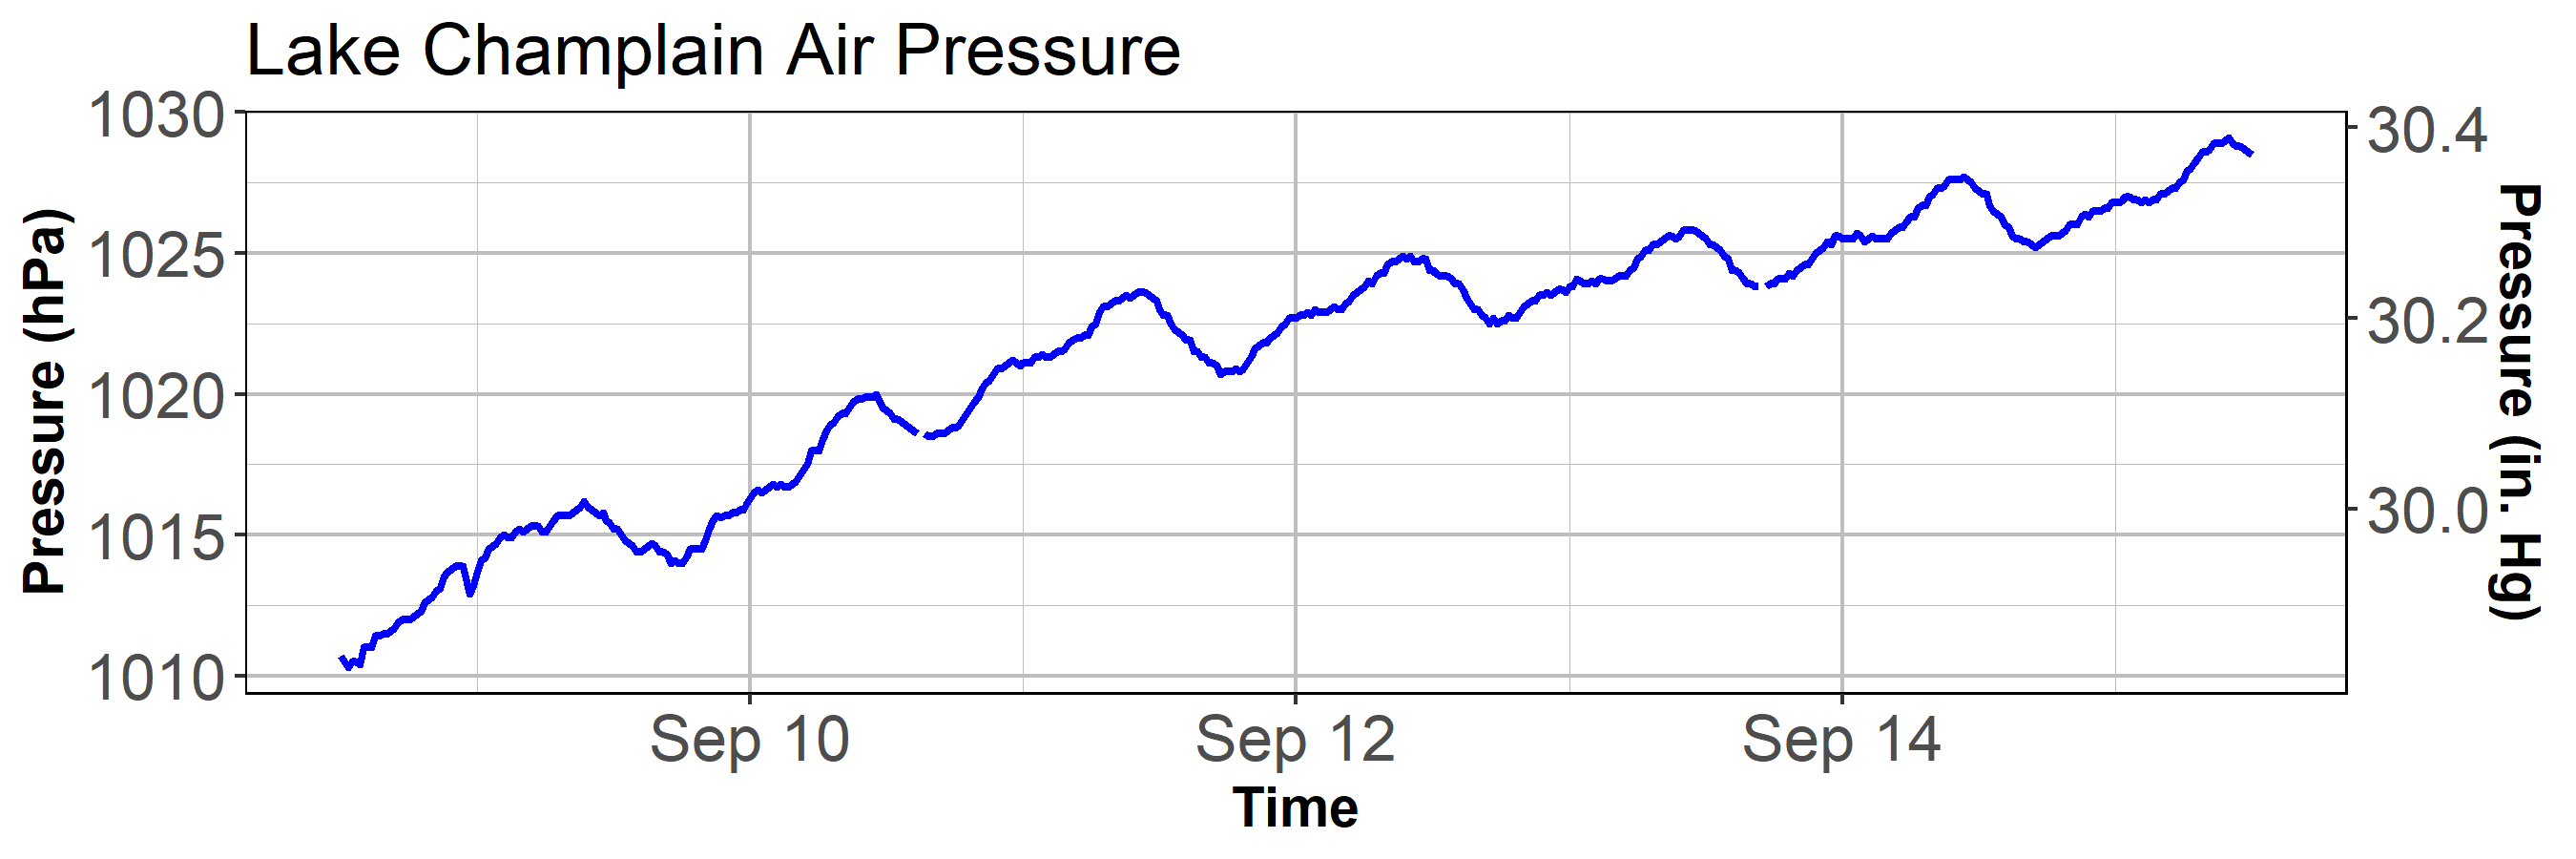 Lake Champlain Air Pressure
1030
1025
1020
1015
1010
Pressure (hPa)
30.4
30.2
30.0
Pressure (in. Hg)
Sep 10
Sep 12
Sep 14
Time